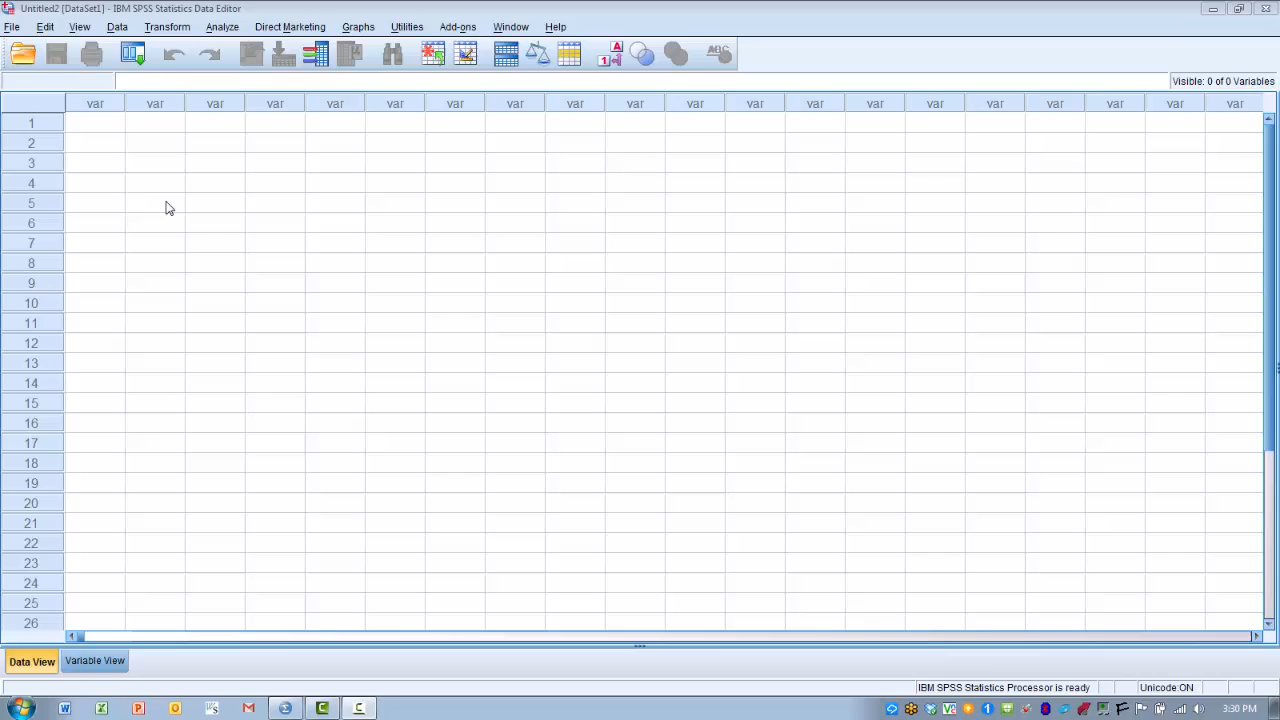 Untitled2 [DataSet1] - IBM SPSS Statistics Data Editor
File Edit View Data Transform Analyze Direct Marketing Graphs Utilities Add-ons Window Help
1 A
ABC
Visible: 0 of 0 Variables
var var var var var var var var var var var var var var var var var var var var
1
2
3
4
5
6
7
8
9
10
11
12
13
14
15
16
17
18
19
20
21
22
23
24
25
26
Data View Variable View
IBM SPSS Statistics Processor is ready Unicode:ON
3:30 PM